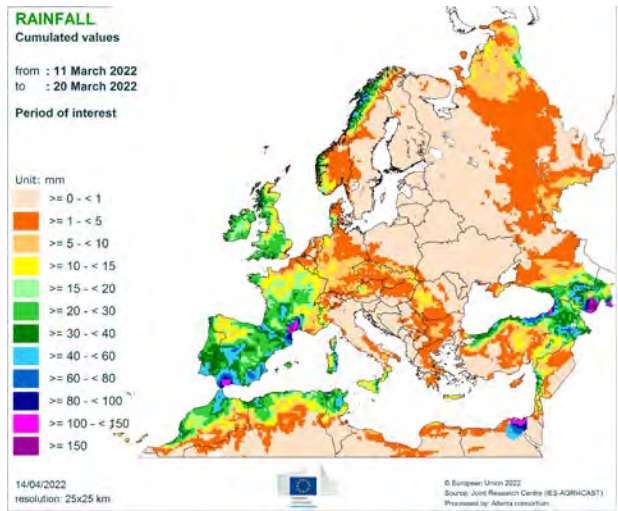 RAINFALL
Cumulated values
from : 11 March 2022
to : 20 March 2022
Period of interest
Unit: mm
>= 0 - < 1
>= 1 - < 5
>= 5 - < 10
>= 10 - < 15
>= 15 - < 20
>= 20 - < 30
>= 30 - < 40
>= 40 - < 60
>= 60 - < 80
>= 80 - < 100
>= 100 - < 150
>= 150
14/04/2022
resolution: 25x25 km
© European Union 2022
Source: Joint Research Centre (IES-AGRI4CAST)
Processed by: Alterra consortium